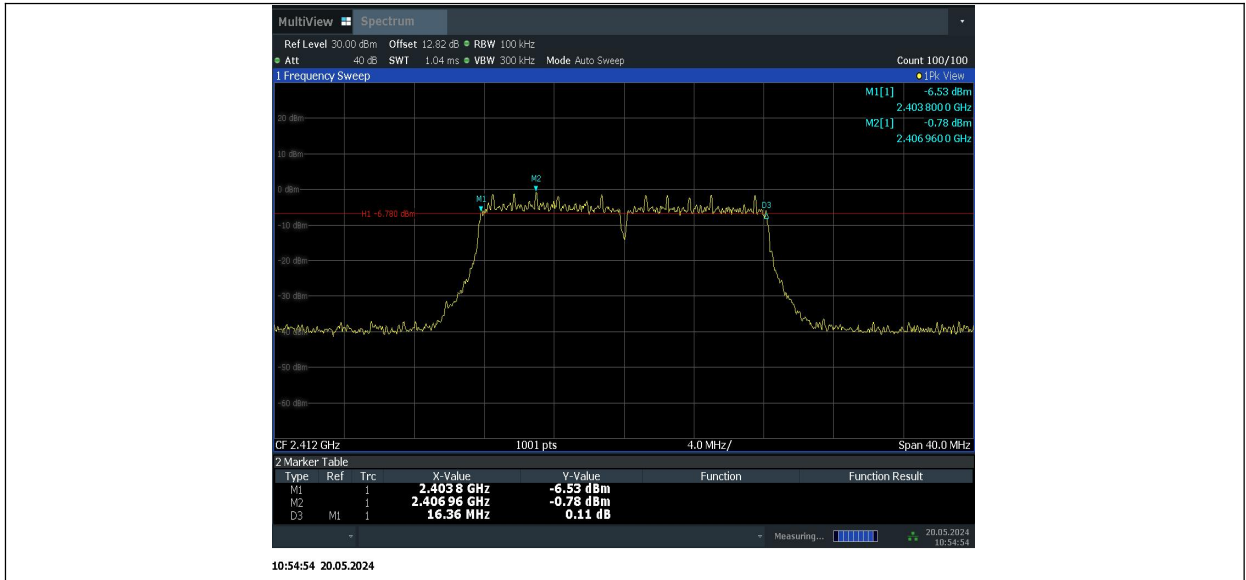 MultiView Spectrum
Ref Level 30.00 dBm Offset 12.82 dB RBW 100 kHz
Att 40 dB SWT 1.04 ms VBW 300 kHz Mode Auto Sweep Count 100/100
1 Frequency Sweep 1Pk View
M1[1] -6.53 dBm
2.403 800 0 GHz
M2[1] -0.78 dBm
2.406 960 0 GHz
20 dBm
10 dBm
M2
0 dBm
M1
D3
H1 -6.780 dBm
-10 dBm
-20 dBm
-30 dBm
-40 dBm
-50 dBm
-60 dBm
CF 2.412 GHz 1001 pts 4.0 MHz/ Span 40.0 MHz
2 Marker Table
Type Ref Trc X-Value Y-Value Function Function Result
M1 1 2.4038 GHz -6.53 dBm
M2 1 2.40696 GHz -0.78 dBm
D3 M1 1 16.36 MHz 0.11 dB
Measuring... 20.05.2024
10:54:54
10:54:54 20.05.2024